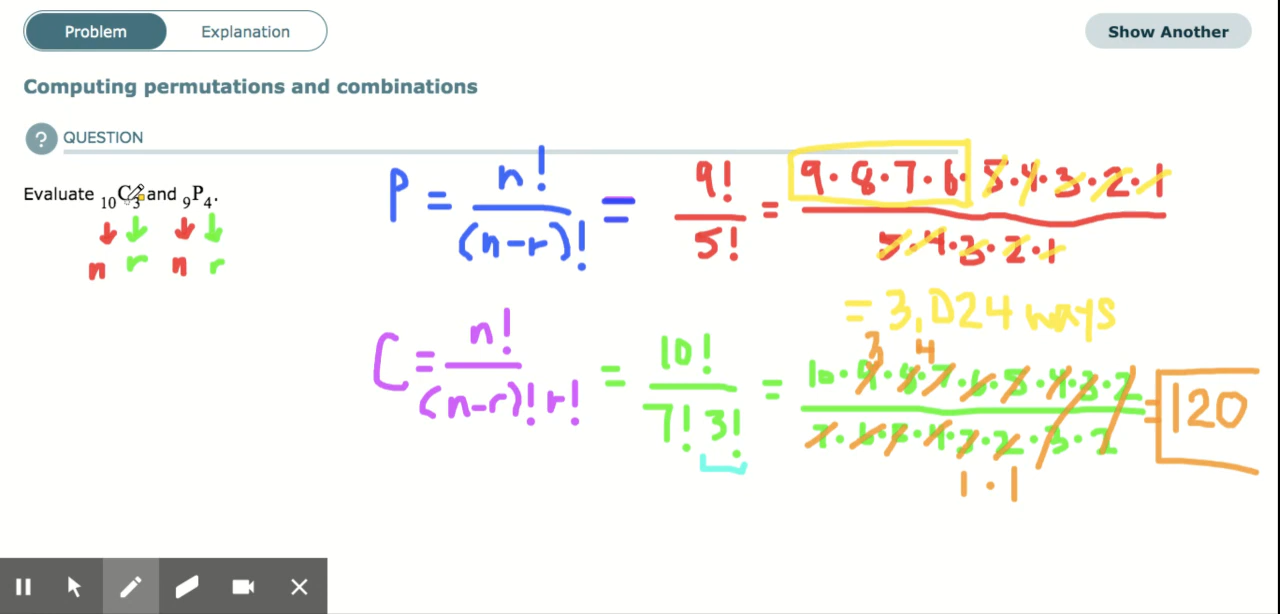 Problem Explanation Show Another
Computing permutations and combinations
? QUESTION
Evaluate ₁₀C₃ and ₉P₄.
n r n r
P = n! / (n-r)! = 9! / 5! = 9·8·7·6·5·4·3·2·1 / 5·4·3·2·1
= 3,024 ways
3 4
C = n! / (n-r)! r! = 10! / 7! 3! = 10·9·8·7·6·5·4·3·2 / 7·6·5·4·3·2·3·2 = 120
1·1